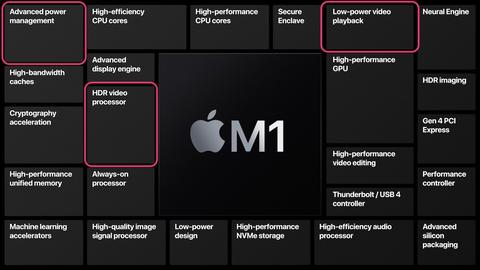 Advanced power
management
High-efficiency
CPU cores
High-performance
CPU cores
Secure
Enclave
Low-power video
playback
Neural Engine
High-bandwidth
caches
Advanced
display engine
High-performance
GPU
HDR video
processor
HDR imaging
Cryptography
acceleration
M1
Gen 4 PCI
Express
High-performance
video editing
High-performance
unified memory
Always-on
processor
Performance
controller
Thunderbolt / USB 4
controller
Machine learning
accelerators
High-quality image
signal processor
Low-power
design
High-performance
NVMe storage
High-efficiency audio
processor
Advanced
silicon
packaging